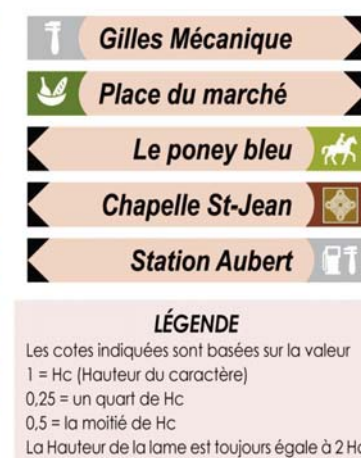 Gilles Mécanique
Place du marché
Le poney bleu
Chapelle St-Jean
Station Aubert
LÉGENDE
Les cotes indiquées sont basées sur la valeur
1 = Hc (Hauteur du caractère)
0,25 = un quart de Hc
0,5 = la moitié de Hc
La Hauteur de la lame est toujours égale à 2 Hc